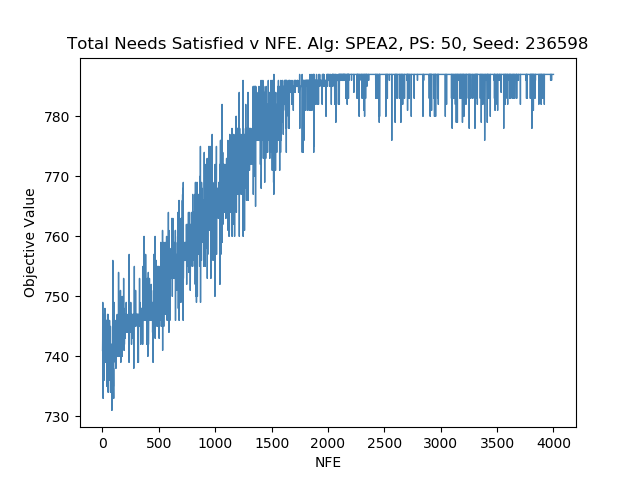 Total Needs Satisfied v NFE. Alg: SPEA2, PS: 50, Seed: 236598
780
770
760
750
740
730
Objective Value
0 500 1000 1500 2000 2500 3000 3500 4000
NFE